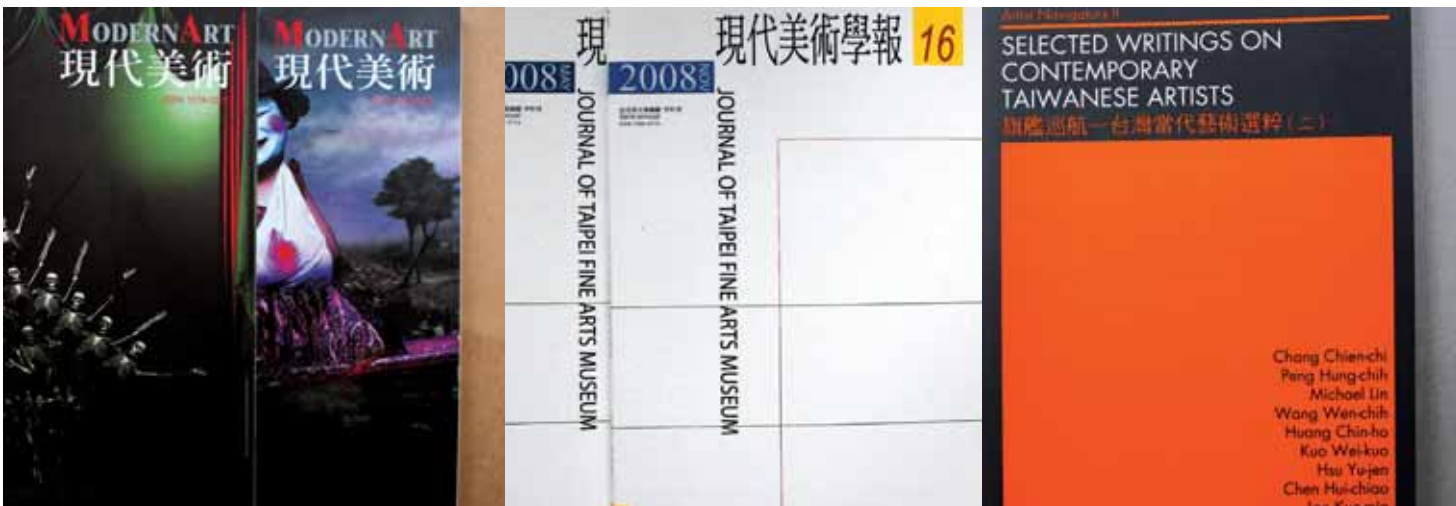 MODERNART
現代美術
MODERNART
現代美術
現
008 MAY
JOURNAL OF TAIPEI FINE ARTS MUSEUM
現代美術學報 16
2008 NOV
JOURNAL OF TAIPEI FINE ARTS MUSEUM
SELECTED WRITINGS ON
CONTEMPORARY
TAIWANESE ARTISTS
旗艦巡航—台灣當代藝術選粹(二)
Chang Chien-chi
Peng Hung-chih
Michael Lin
Wang Wen-chih
Huang Chin-ho
Kuo Wei-kuo
Hsu Yu-jen
Chen Hui-chiao